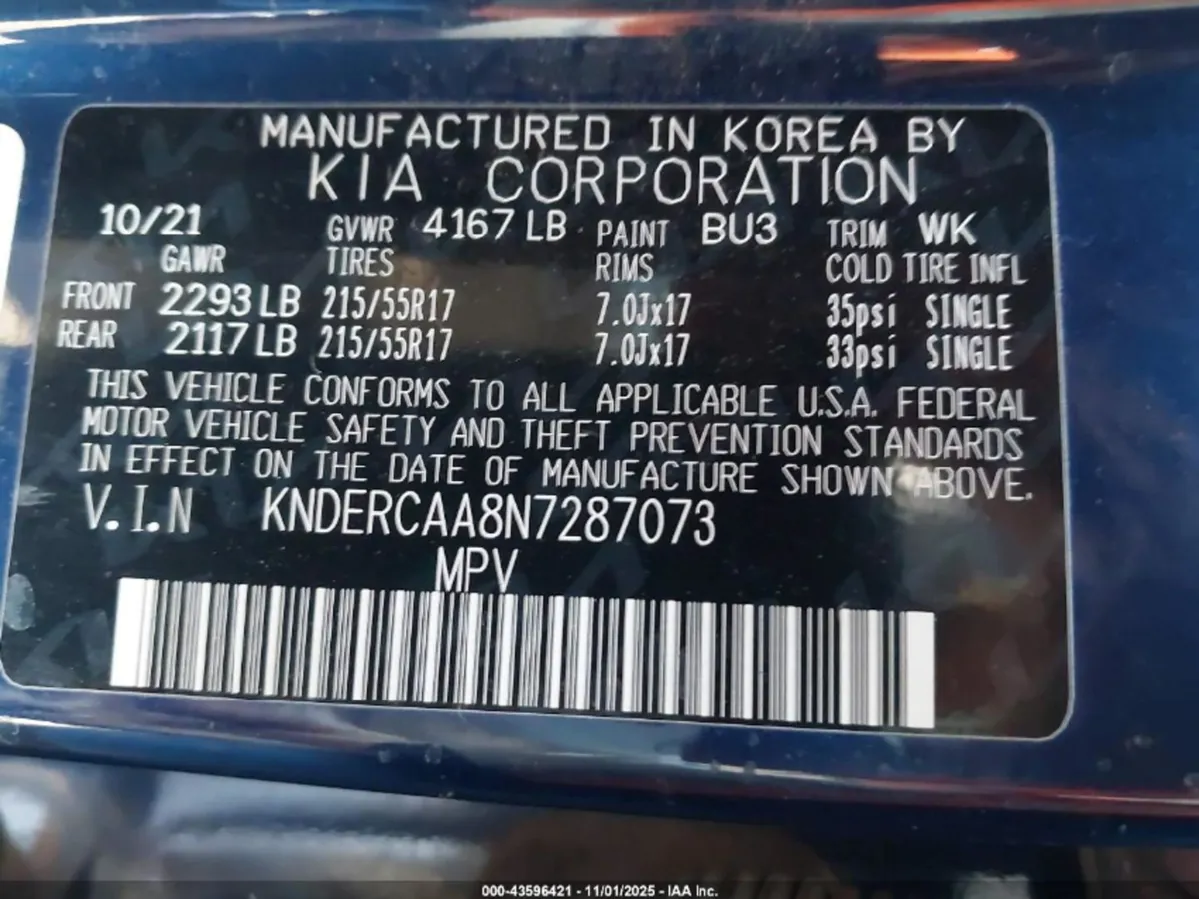 MANUFACTURED IN KOREA BY
KIA CORPORATION
10/21 GVWR 4167 LB PAINT BU3 TRIM WK
GAWR TIRES RIMS COLD TIRE INFL
FRONT 2293 LB 215/55R17 7.0Jx17 35psi SINGLE
REAR 2117 LB 215/55R17 7.0Jx17 33psi SINGLE
THIS VEHICLE CONFORMS TO ALL APPLICABLE U.S.A. FEDERAL
MOTOR VEHICLE SAFETY AND THEFT PREVENTION STANDARDS
IN EFFECT ON THE DATE OF MANUFACTURE SHOWN ABOVE.
V.I.N KNDERCAA8N7287073
MPV
000-43596421 - 11/01/2025 - IAA Inc.